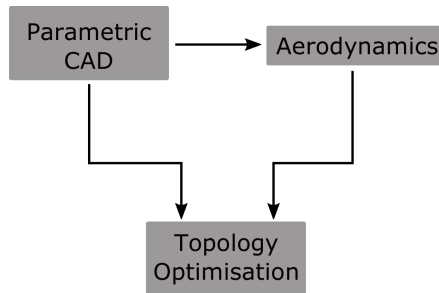 Parametric
CAD
Aerodynamics
Topology
Optimisation